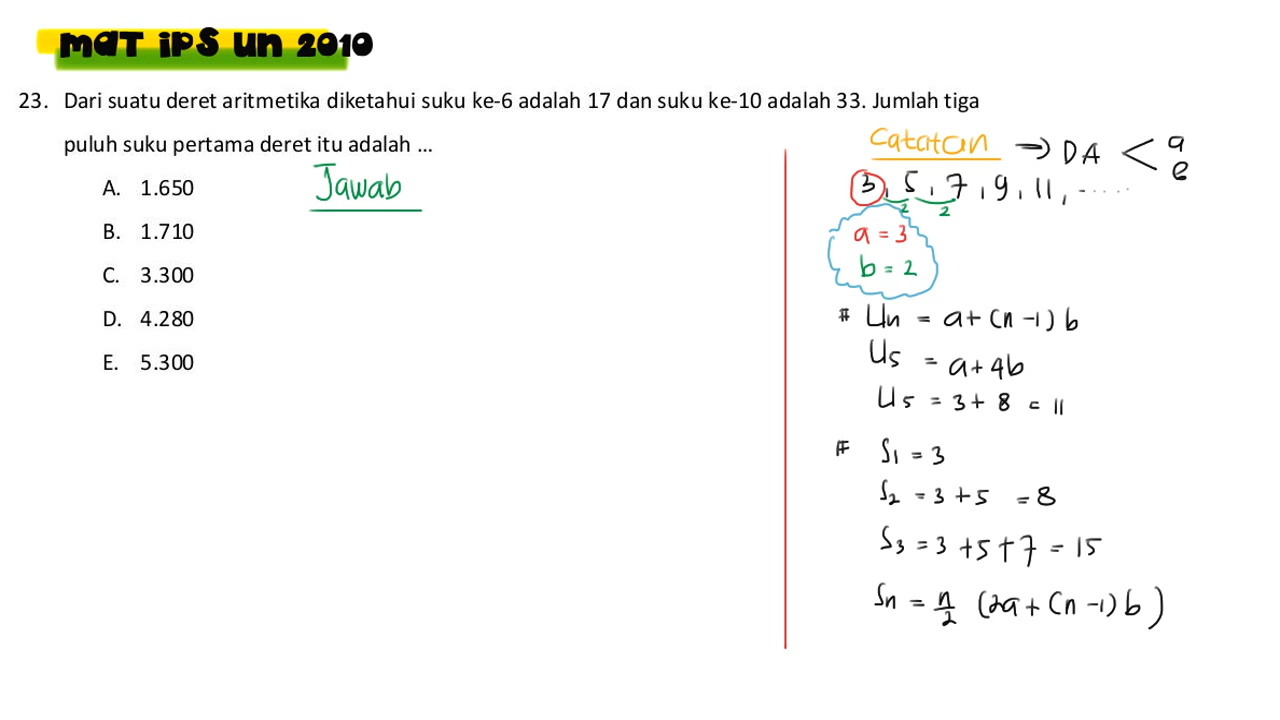 MAT IPS UN 2010
23. Dari suatu deret aritmetika diketahui suku ke-6 adalah 17 dan suku ke-10 adalah 33. Jumlah tiga
puluh suku pertama deret itu adalah ...
A. 1.650
B. 1.710
C. 3.300
D. 4.280
E. 5.300
Jawab
Catatan → DA < a
b
3, 5, 7, 9, 11, ......
2 2
a = 3
b = 2
# Un = a + (n - 1) b
U5 = a + 4b
U5 = 3 + 8 = 11
# S1 = 3
S2 = 3 + 5 = 8
S3 = 3 + 5 + 7 = 15
Sn = n/2 (2a + (n - 1) b)